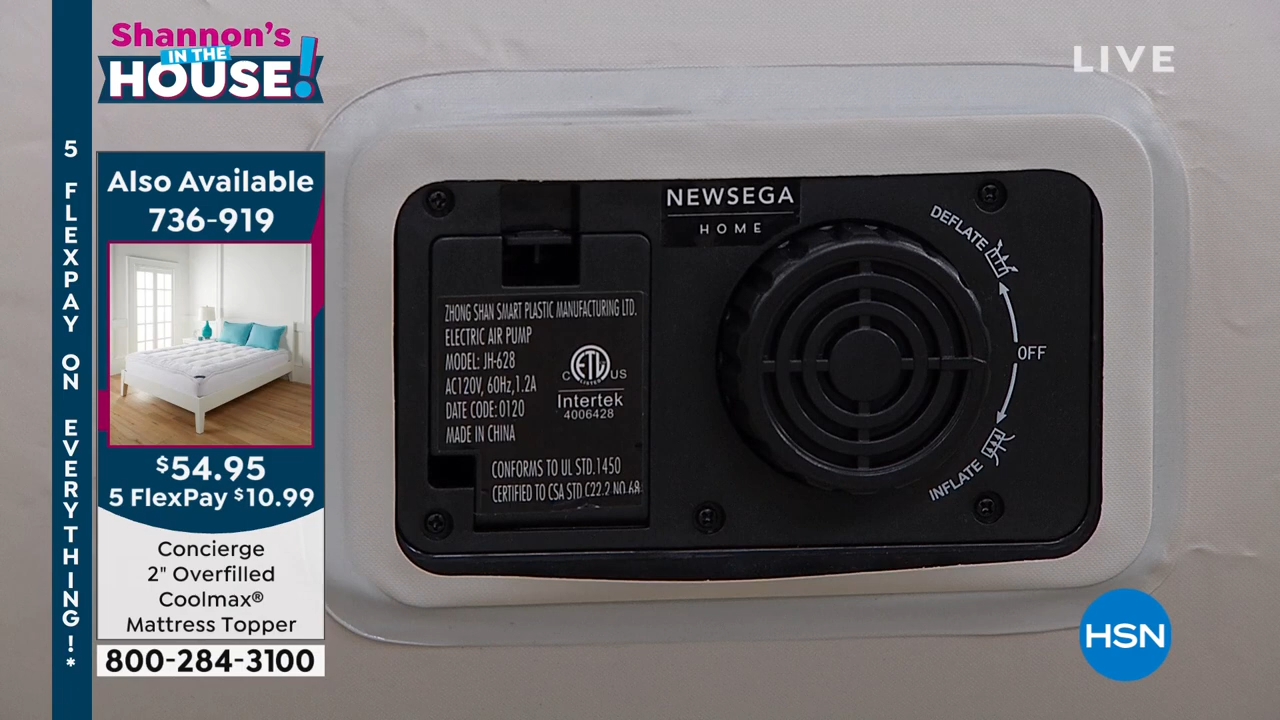 Shannon's
IN THE
HOUSE!
5 FLEXPAY ON EVERYTHING!*
Also Available
736-919
$54.95
5 FlexPay $10.99
Concierge
2" Overfilled
Coolmax®
Mattress Topper
800-284-3100
LIVE
NEWSEGA
HOME
ZHONG SHAN SMART PLASTIC MANUFACTURING LTD.
ELECTRIC AIR PUMP
MODEL: JH-628
AC120V, 60Hz,1.2A
DATE CODE: 0120
MADE IN CHINA
C ETL US
LISTED
Intertek
4006428
CONFORMS TO UL STD.1450
CERTIFIED TO CSA STD C22.2 NO.68
DEFLATE
OFF
INFLATE
HSN